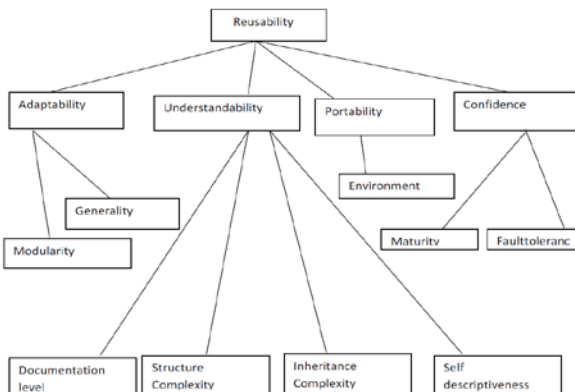 Reusability
Adaptability
Understandability
Portability
Confidence
Environment
Generality
Modularity
Maturity
Faulttoleranc
Documentation
level
Structure
Complexity
Inheritance
Complexity
Self
descriptiveness